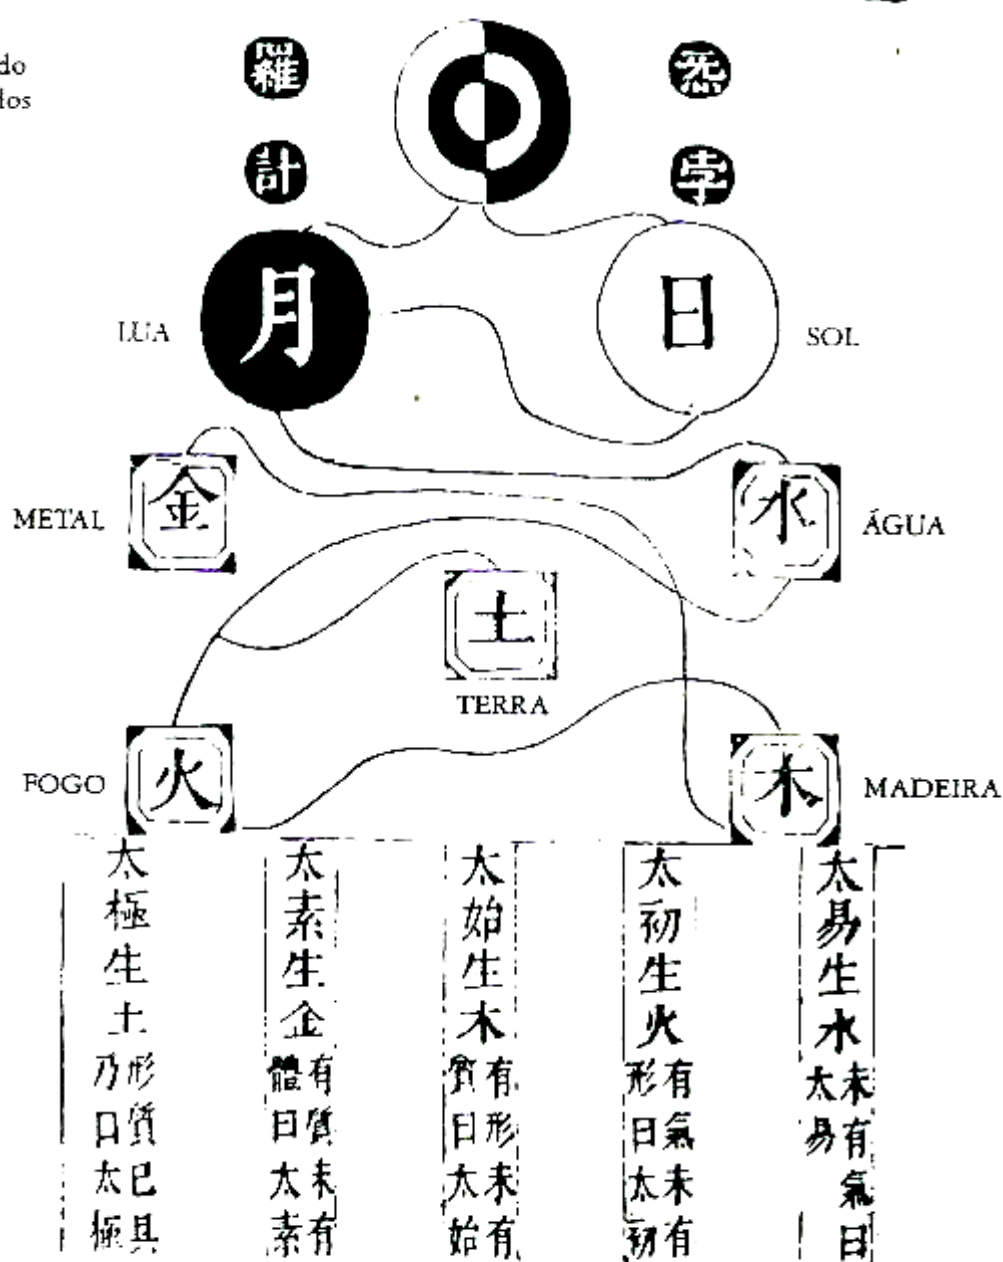 do
羅
炁
計
孛
月
日
LUA
SOL
金
水
METAL
ÁGUA
土
TERRA
火
木
FOGO
MADEIRA
太易生水
未有氣曰
太易
太初生火
有氣未有
形曰太初
太始生木
有形未有
質曰太始
太素生金
有質未有
體曰太素
太極生土
形質已具
乃曰太極